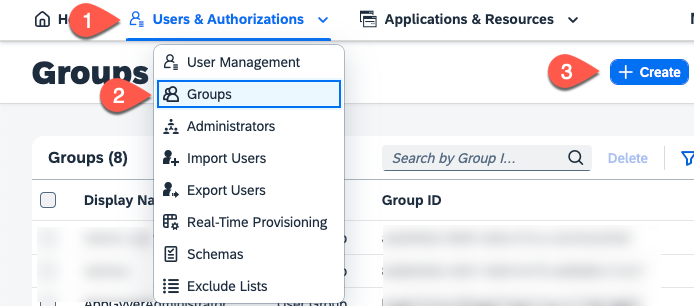 1
Users & Authorizations
Applications & Resources
Groups
User Management
3
+ Create
2
Groups
Administrators
Groups (8)
Search by Group I...
Delete
Import Users
Export Users
Display Na
Group ID
Real-Time Provisioning
Schemas
Exclude Lists